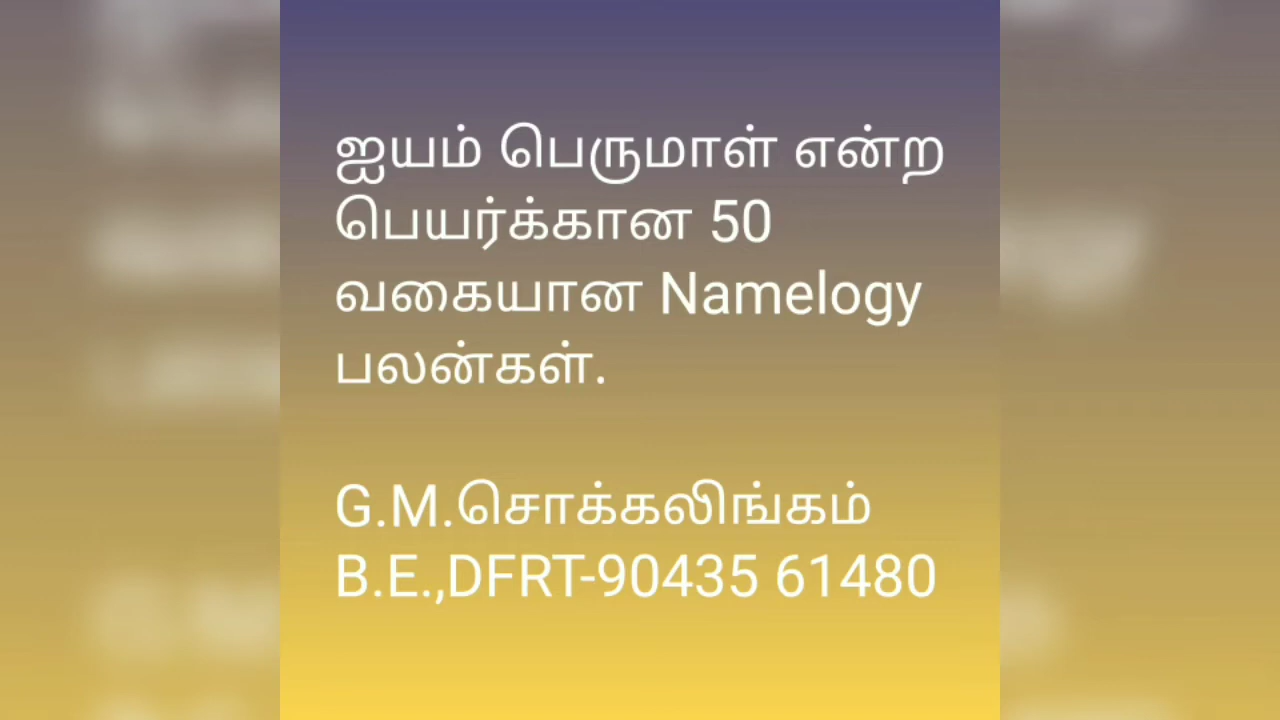 ஐயம் பெருமாள் என்ற
பெயர்க்கான 50
வகையான Namelogy
பலன்கள்.
G.M.சொக்கலிங்கம்
B.E.,DFRT-90435 61480